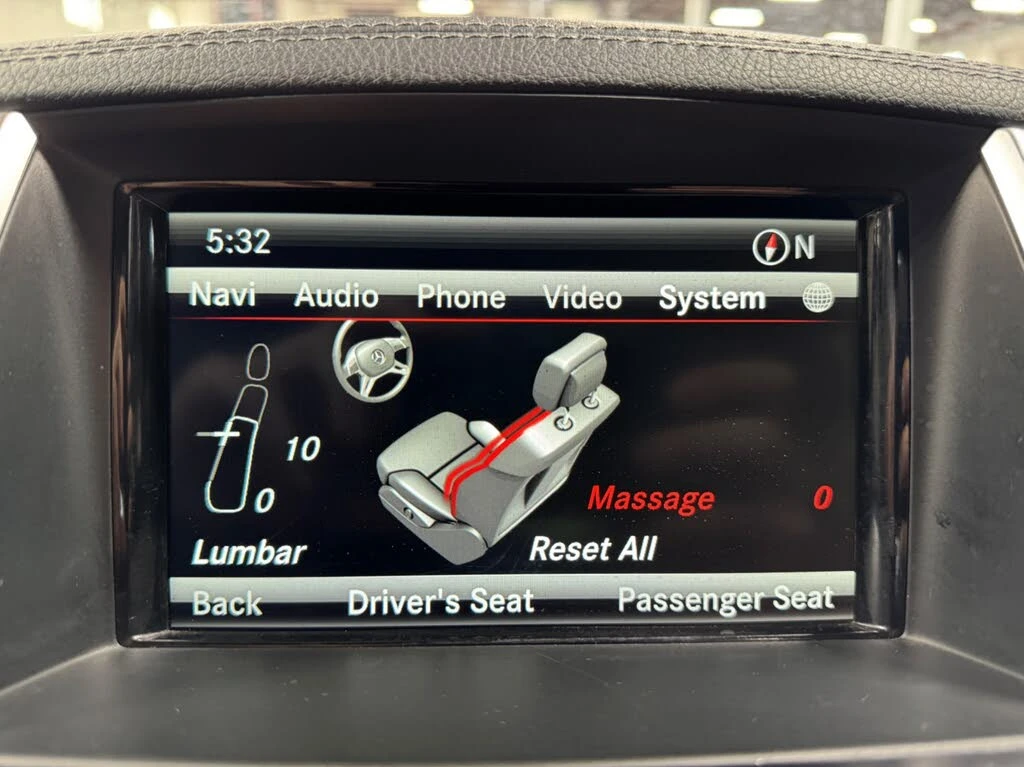 5:32 N
Navi Audio Phone Video System
10
0
Massage 0
Lumbar Reset All
Back Driver's Seat Passenger Seat